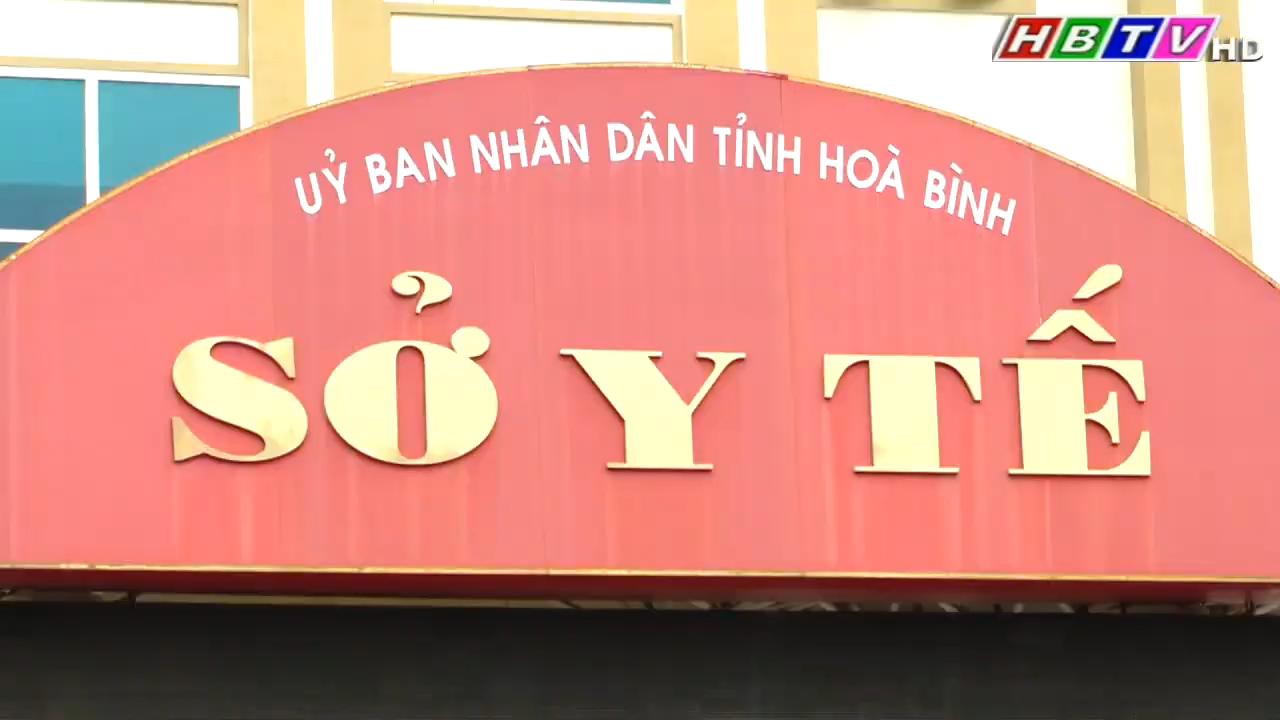 HBTV HD
UỶ BAN NHÂN DÂN TỈNH HOÀ BÌNH
SỞ Y TẾ